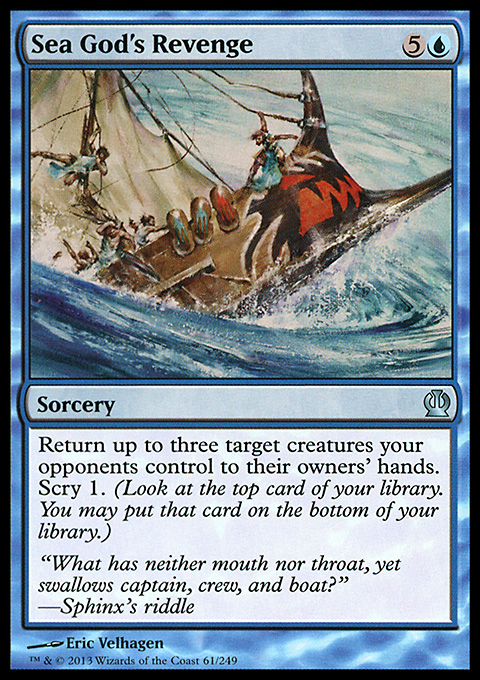 Sea God's Revenge 5
Sorcery
Return up to three target creatures your
opponents control to their owners' hands.
Scry 1. (Look at the top card of your library.
You may put that card on the bottom of your
library.)
“What has neither mouth nor throat, yet
swallows captain, crew, and boat?”
—Sphinx's riddle
Eric Velhagen
™ & © 2013 Wizards of the Coast 61/249